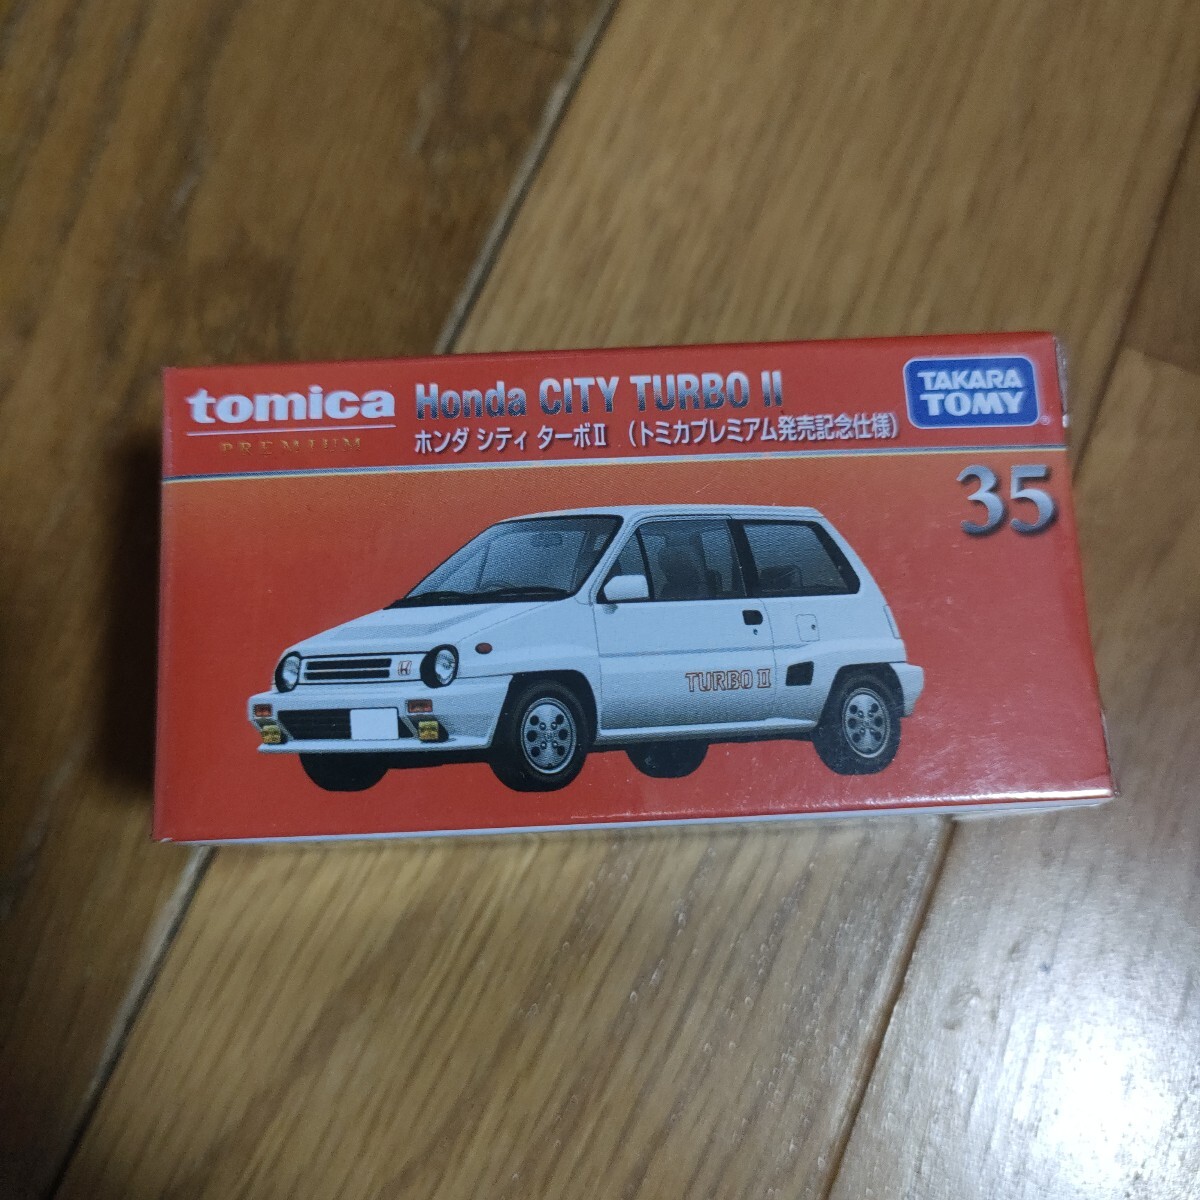 tomica
PREMIUM
Honda CITY TURBO II
ホンダ シティ ターボⅡ （トミカプレミアム発売記念仕様）
TAKARA
TOMY
®
35
TURBO II